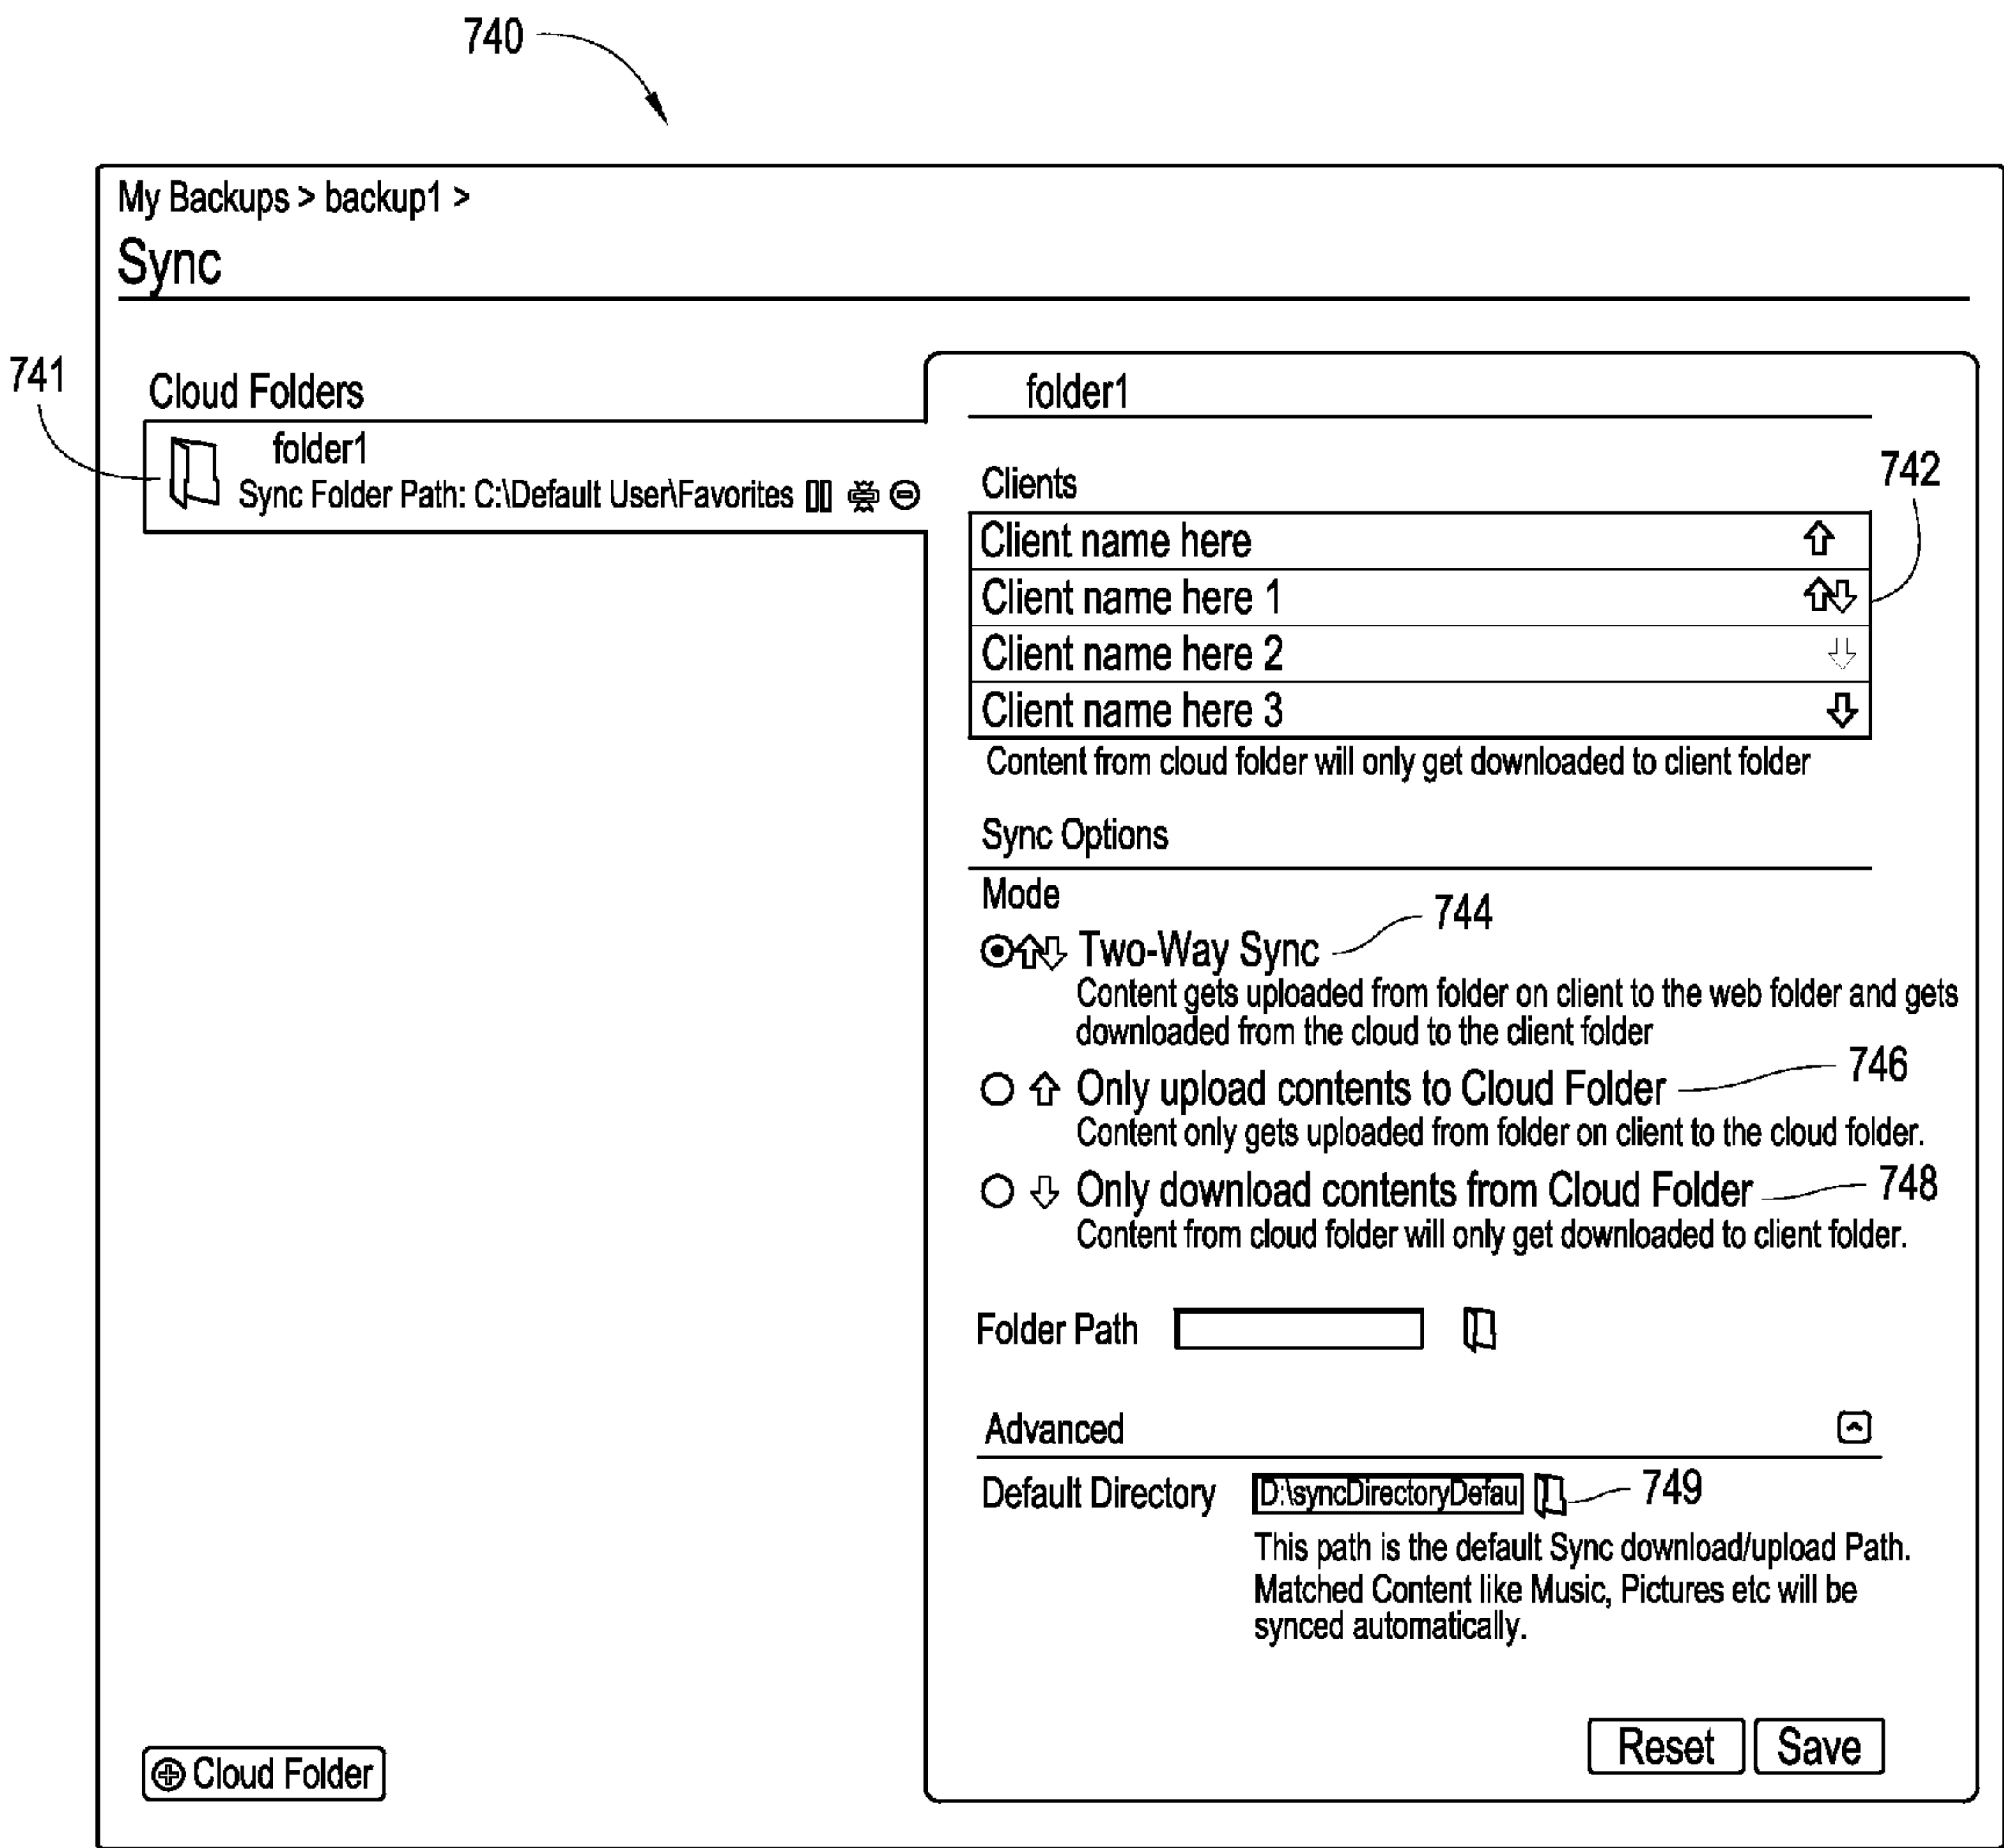 740
My Backups > backup1 >
Sync
741
Cloud Folders
folder1
Sync Folder Path: C:\Default User\Favorites
folder1
Clients
742
Client name here
Client name here 1
Client name here 2
Client name here 3
Content from cloud folder will only get downloaded to client folder
Sync Options
Mode
744
Two-Way Sync
Content gets uploaded from folder on client to the web folder and gets
downloaded from the cloud to the client folder
746
Only upload contents to Cloud Folder
Content only gets uploaded from folder on client to the cloud folder.
Only download contents from Cloud Folder
748
Content from cloud folder will only get downloaded to client folder.
Folder Path
Advanced
Default Directory
D:\syncDirectoryDefau
749
This path is the default Sync download/upload Path.
Matched Content like Music, Pictures etc will be
synced automatically.
Reset
Save
Cloud Folder